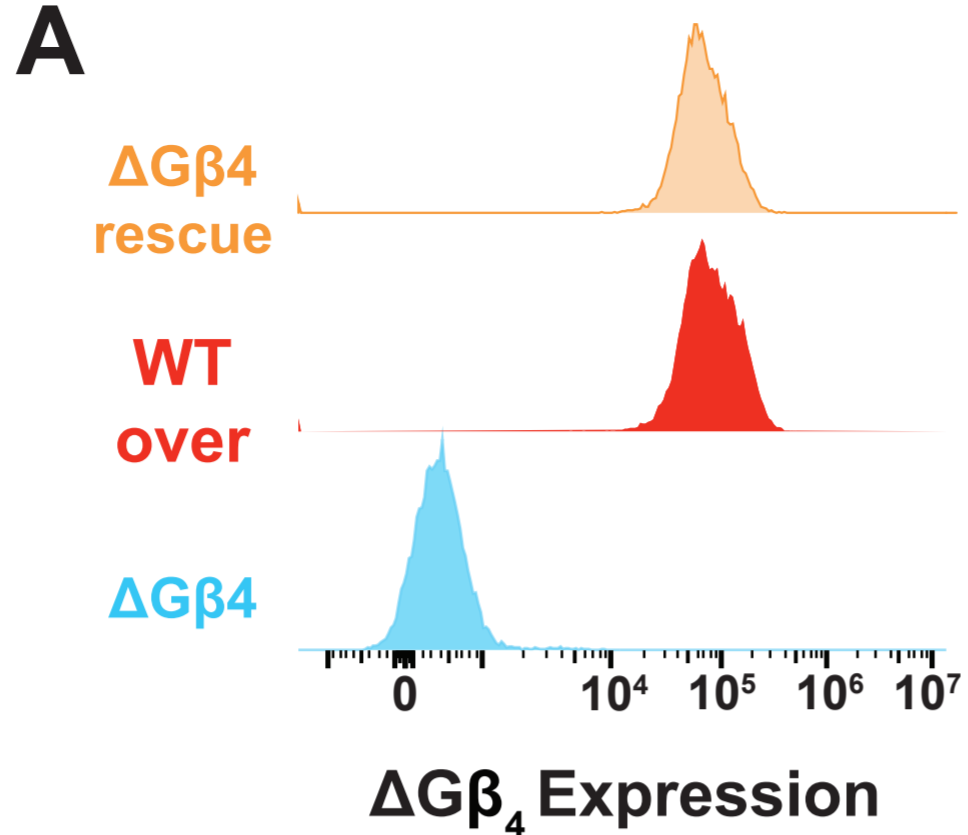 A
ΔGβ4
rescue
WT
over
ΔGβ4
0 10⁴ 10⁵ 10⁶ 10⁷
ΔGβ₄ Expression